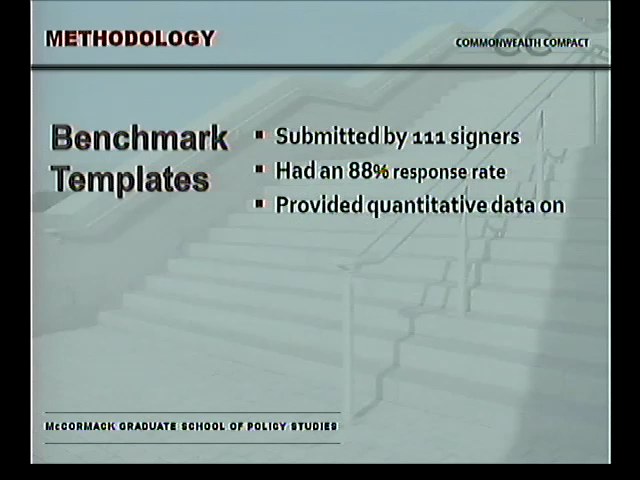 METHODOLOGY
COMMONWEALTH COMPACT
CC
Benchmark
Templates
▪ Submitted by 111 signers
▪ Had an 88% response rate
▪ Provided quantitative data on
McCORMACK GRADUATE SCHOOL OF POLICY STUDIES